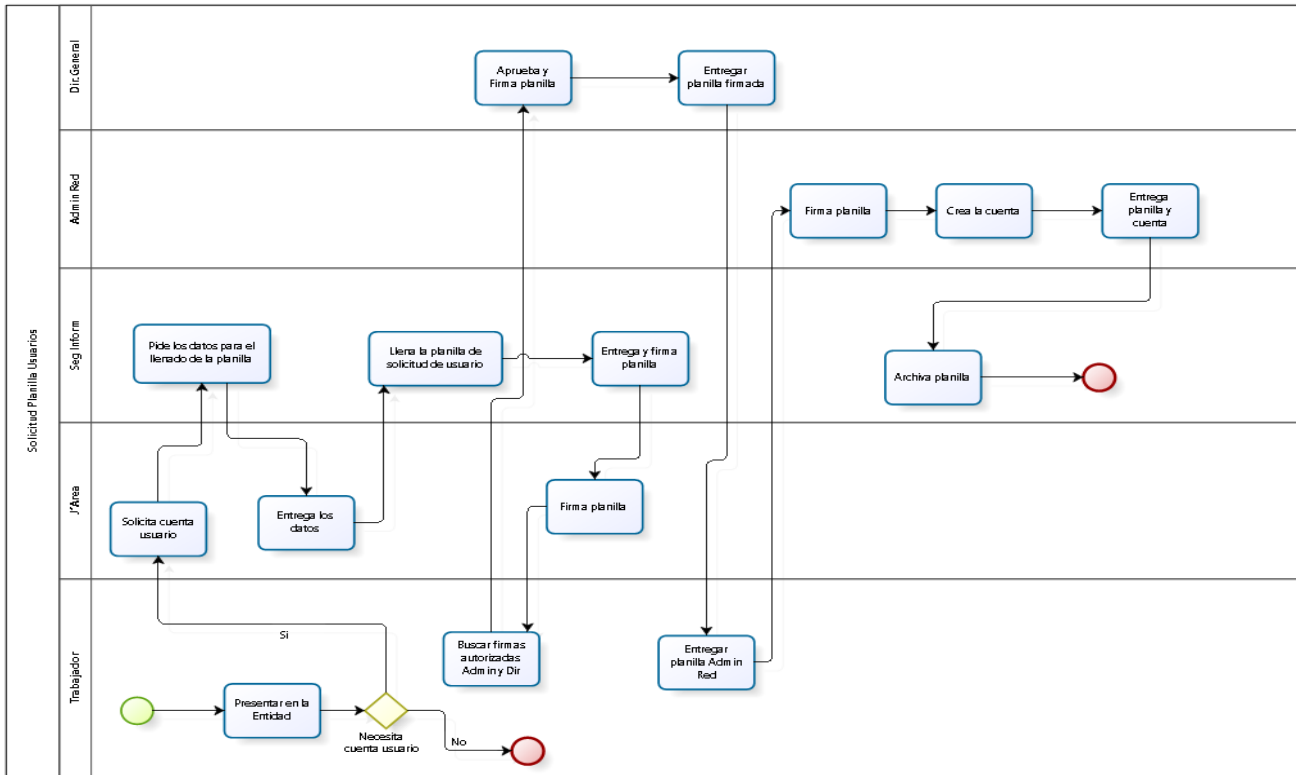 Solicitud Planilla Usuarios
Dir. General
Aprueba y
Firma planilla
Entregar
planilla firmada
Admin Red
Firma planilla
Crea la cuenta
Entrega
planilla y
cuenta
Seg Inform
Pide los datos para el
llenado de la planilla
Llena la planilla de
solicitud de usuario
Entrega y firma
planilla
Archiva planilla
J'Area
Solicita cuenta
usuario
Entrega los
datos
Firma planilla
Trabajador
Si
Presentar en la
Entidad
Necesita
cuenta usuario
No
Buscar firmas
autorizadas
Admin y Dir
Entregar
planilla Admin
Red